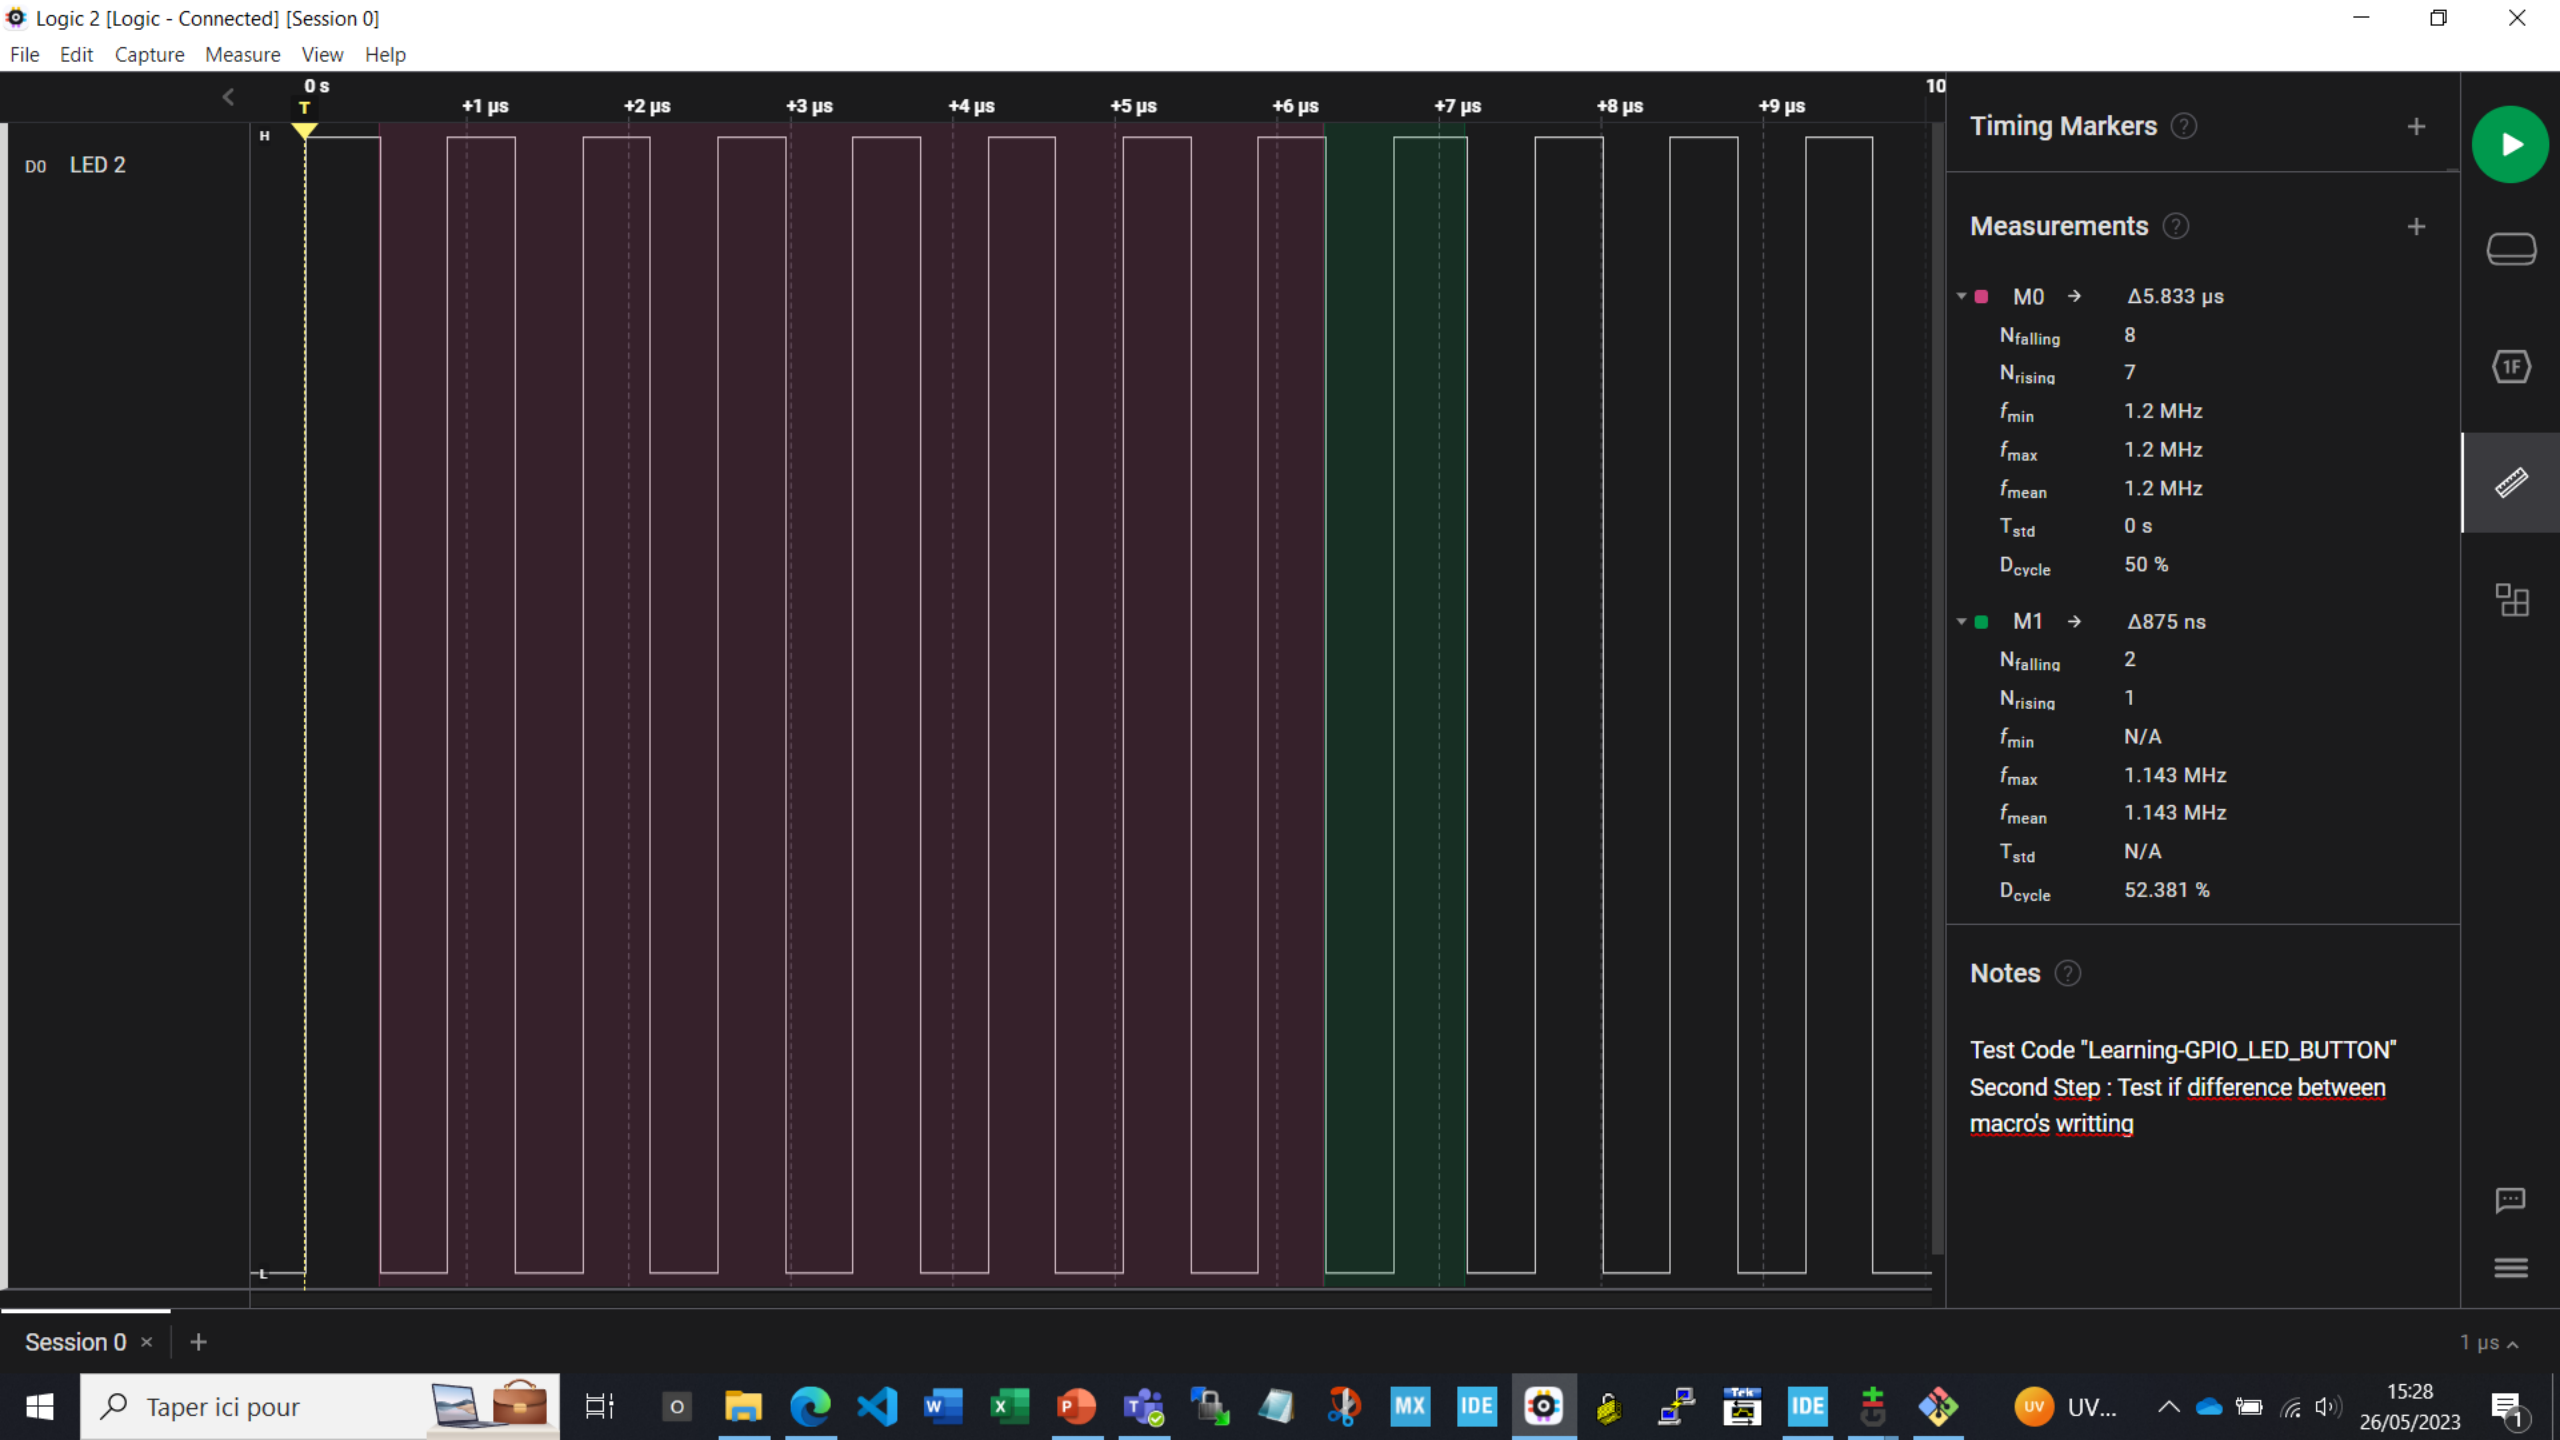 Logic 2 [Logic - Connected] [Session 0]
File Edit Capture Measure View Help
0 s
10
T
+1 µs +2 µs +3 µs +4 µs +5 µs +6 µs +7 µs +8 µs +9 µs
H
D0 LED 2
L
Timing Markers ? +
Measurements ? +
M0 → Δ5.833 µs
Nfalling 8
Nrising 7
fmin 1.2 MHz
fmax 1.2 MHz
fmean 1.2 MHz
Tstd 0 s
Dcycle 50 %
M1 → Δ875 ns
Nfalling 2
Nrising 1
fmin N/A
fmax 1.143 MHz
fmean 1.143 MHz
Tstd N/A
Dcycle 52.381 %
Notes ?
Test Code "Learning-GPIO_LED_BUTTON"
Second Step : Test if difference between
macro's writting
1F
Session 0 × +
1 µs
Taper ici pour
O
W
X
P
T
MX
IDE
Tek
IDE
UV
UV...
15:28
26/05/2023
1